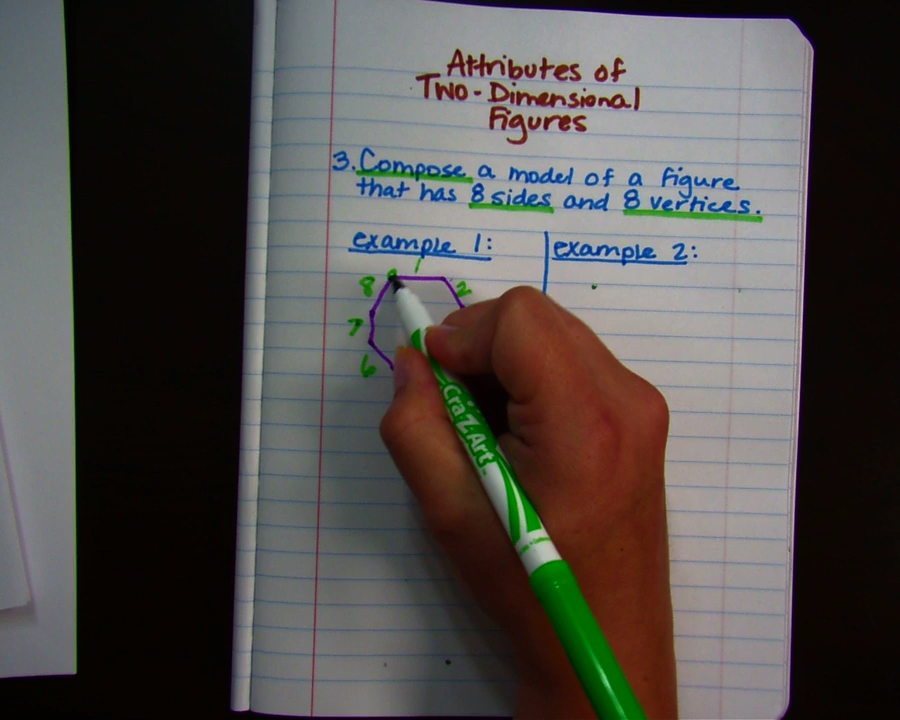 Attributes of
Two-Dimensional
Figures
3. Compose a model of a figure
that has 8 sides and 8 vertices.
example 1:
example 2:
1
8
2
7
6
Cra-Z-Art